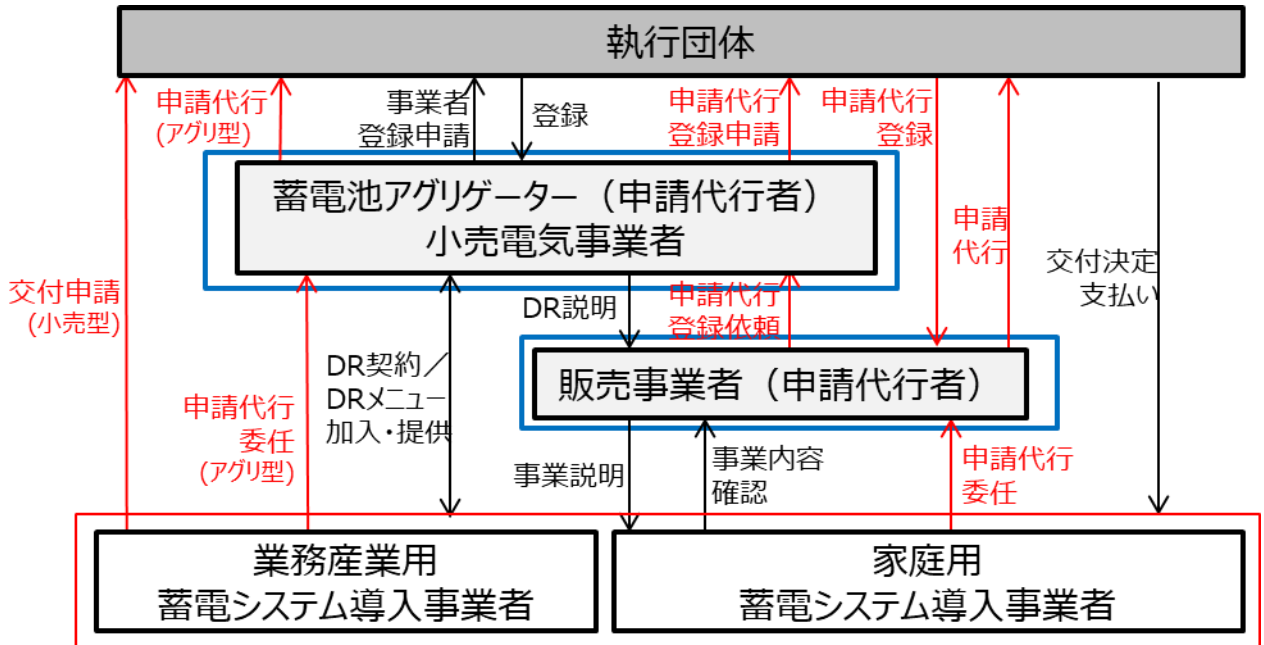 執行団体
申請代行
(アグリ型)
事業者
登録申請
登録
申請代行
登録申請
申請代行
登録
蓄電池アグリゲーター（申請代行者）
小売電気事業者
申請
代行
交付決定
支払い
交付申請
(小売型)
DR説明
申請代行
登録依頼
DR契約／
DRメニュー
加入・提供
販売事業者（申請代行者）
申請代行
委任
(アグリ型)
事業説明
事業内容
確認
申請代行
委任
業務産業用
蓄電システム導入事業者
家庭用
蓄電システム導入事業者